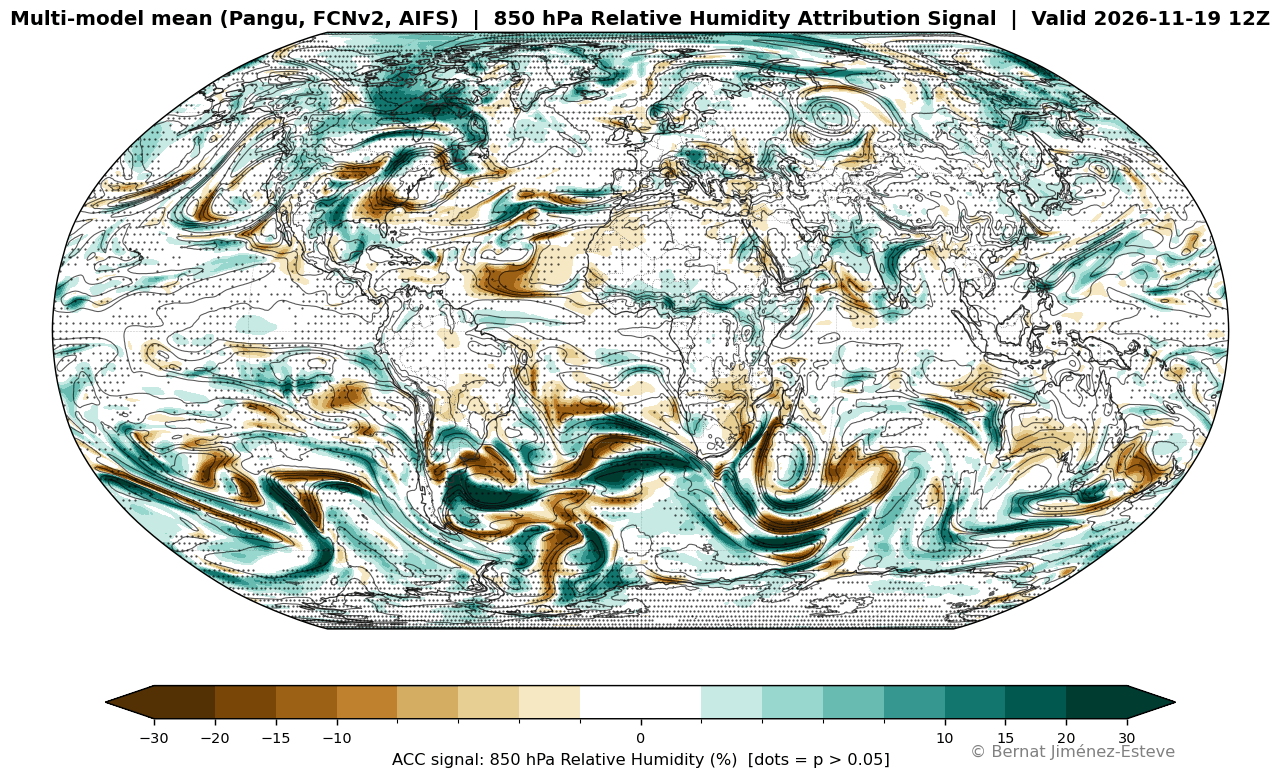 Multi-model mean (Pangu, FCNv2, AIFS)  |  850 hPa Relative Humidity Attribution Signal  |  Valid 2026-11-19 12Z
−30 −20 −15 −10 0 10 15 20 30
ACC signal: 850 hPa Relative Humidity (%)  [dots = p > 0.05]
© Bernat Jiménez-Esteve